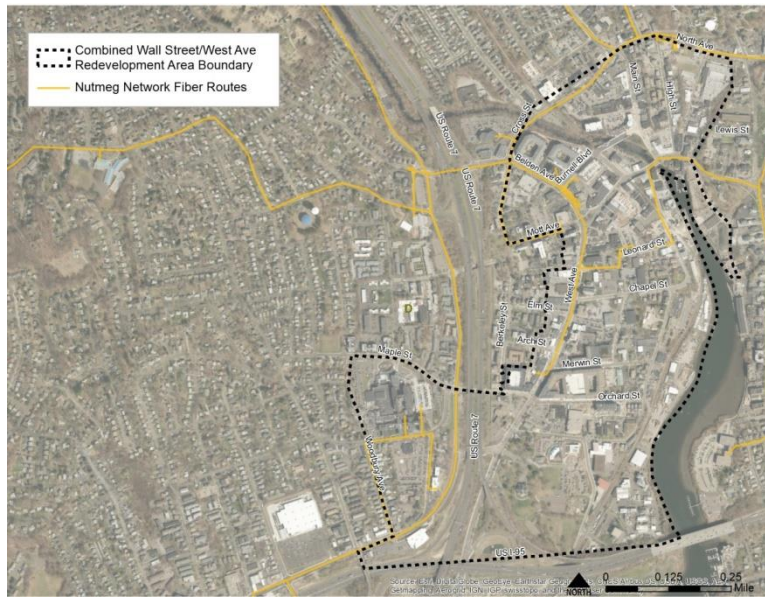 Combined Wall Street/West Ave
Redevelopment Area Boundary
Nutmeg Network Fiber Routes
North Ave
Main St
High St
Cross St
US Route 7
Lewis St
Belden Ave
Burnell Blvd
US Route 7
Mott Ave
Leonard St
West Ave
Chapel St
Berkeley St
Elm St
D
Arch St
Maple St
Merwin St
Orchard St
US Route 7
Woodbury Ave
US I-95
NORTH
0 0.125 0.25
Mile